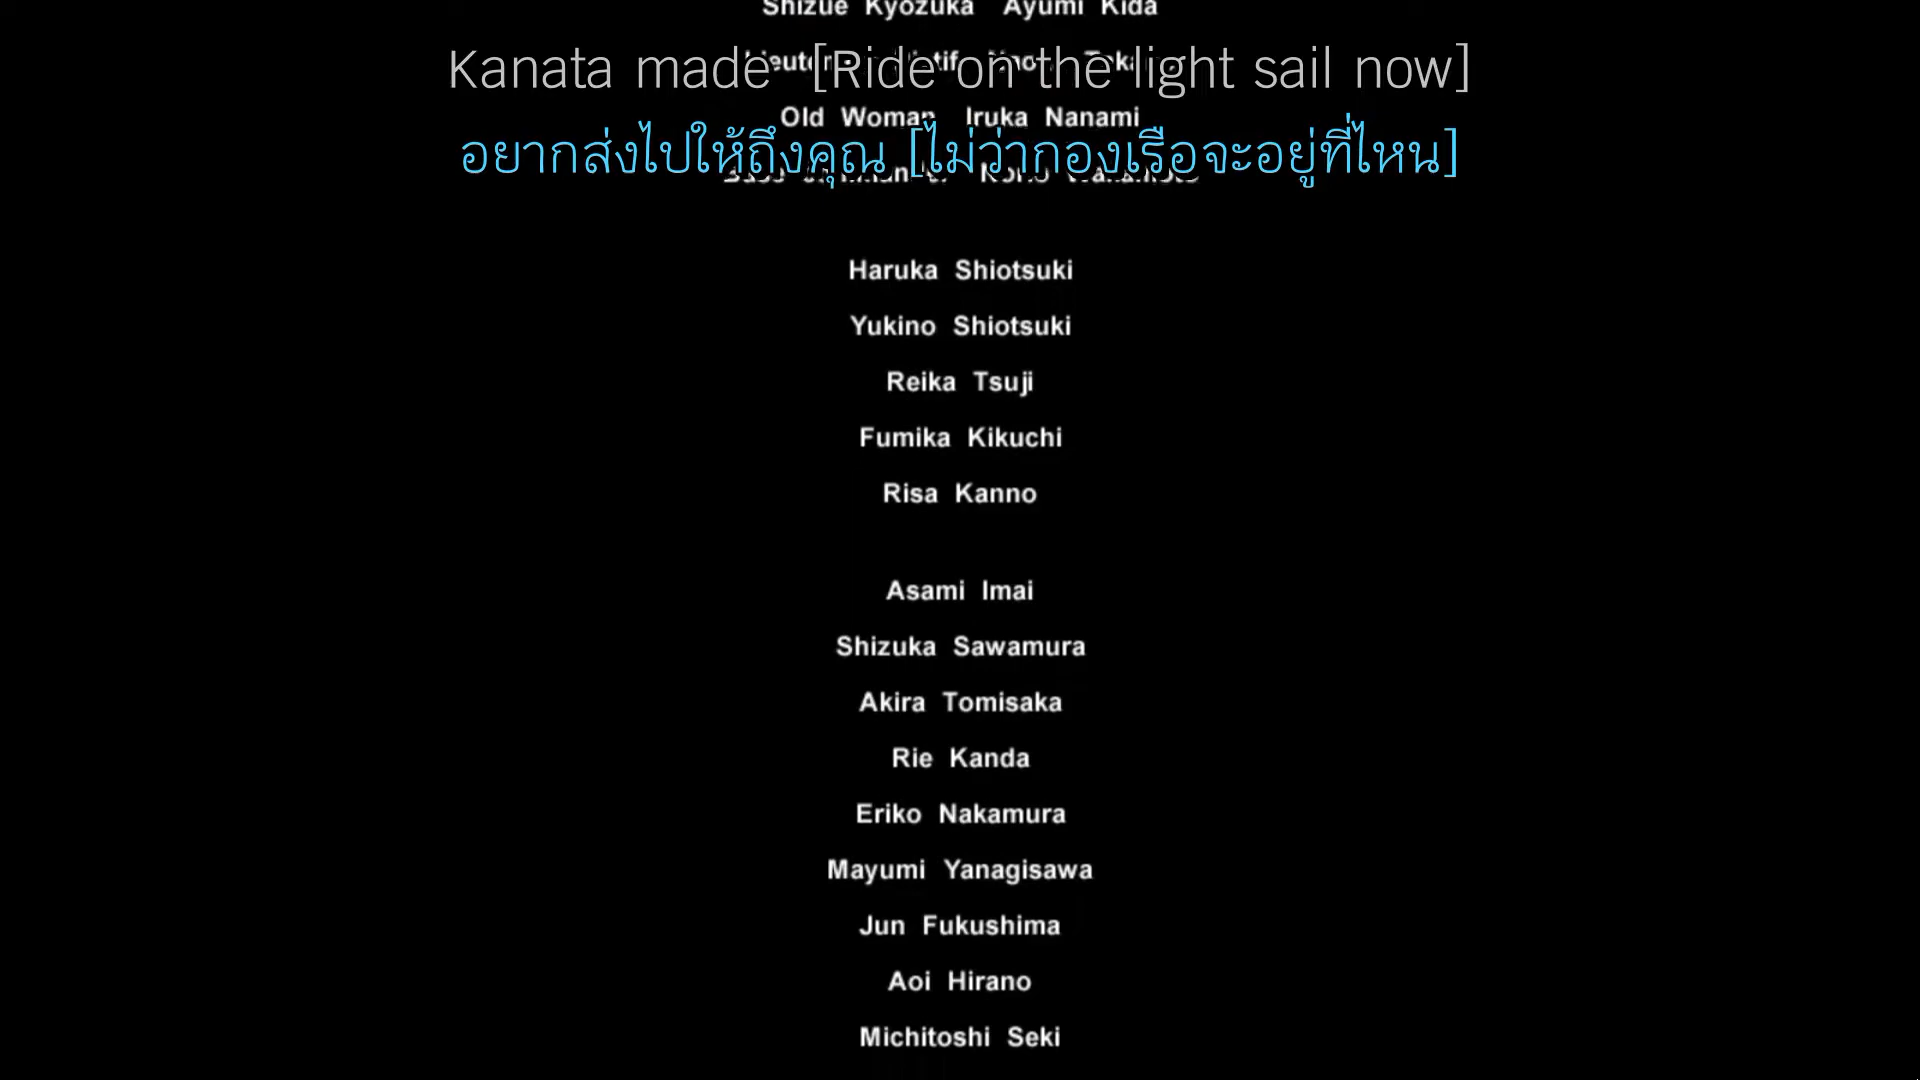 Shizue Kyozuka Ayumi Kida
Kanata made [Ride on the light sail now]
Old Woman Iruka Nanami
อยากส่งไปให้ถึงคุณ [ไม่ว่ากองเรือจะอยู่ที่ไหน]
Haruka Shiotsuki
Yukino Shiotsuki
Reika Tsuji
Fumika Kikuchi
Risa Kanno
Asami Imai
Shizuka Sawamura
Akira Tomisaka
Rie Kanda
Eriko Nakamura
Mayumi Yanagisawa
Jun Fukushima
Aoi Hirano
Michitoshi Seki